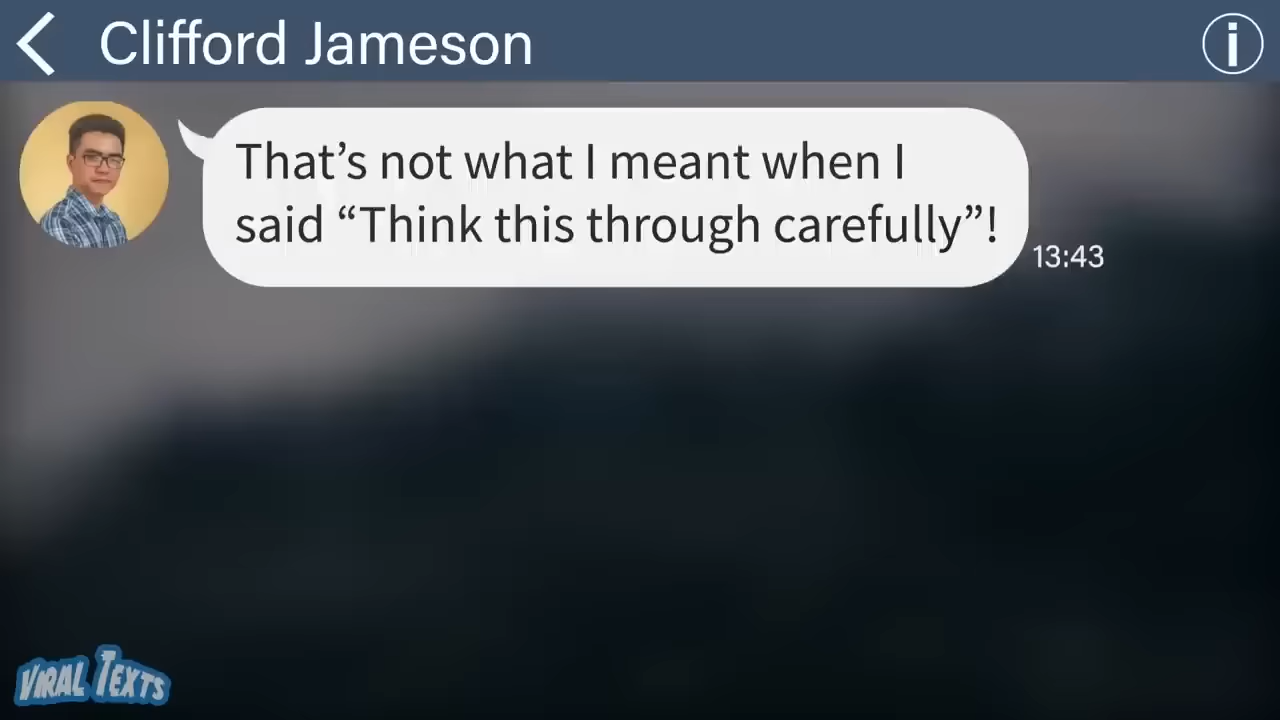 Clifford Jameson
That’s not what I meant when I
said “Think this through carefully”!
13:43
VIRAL TEXTS